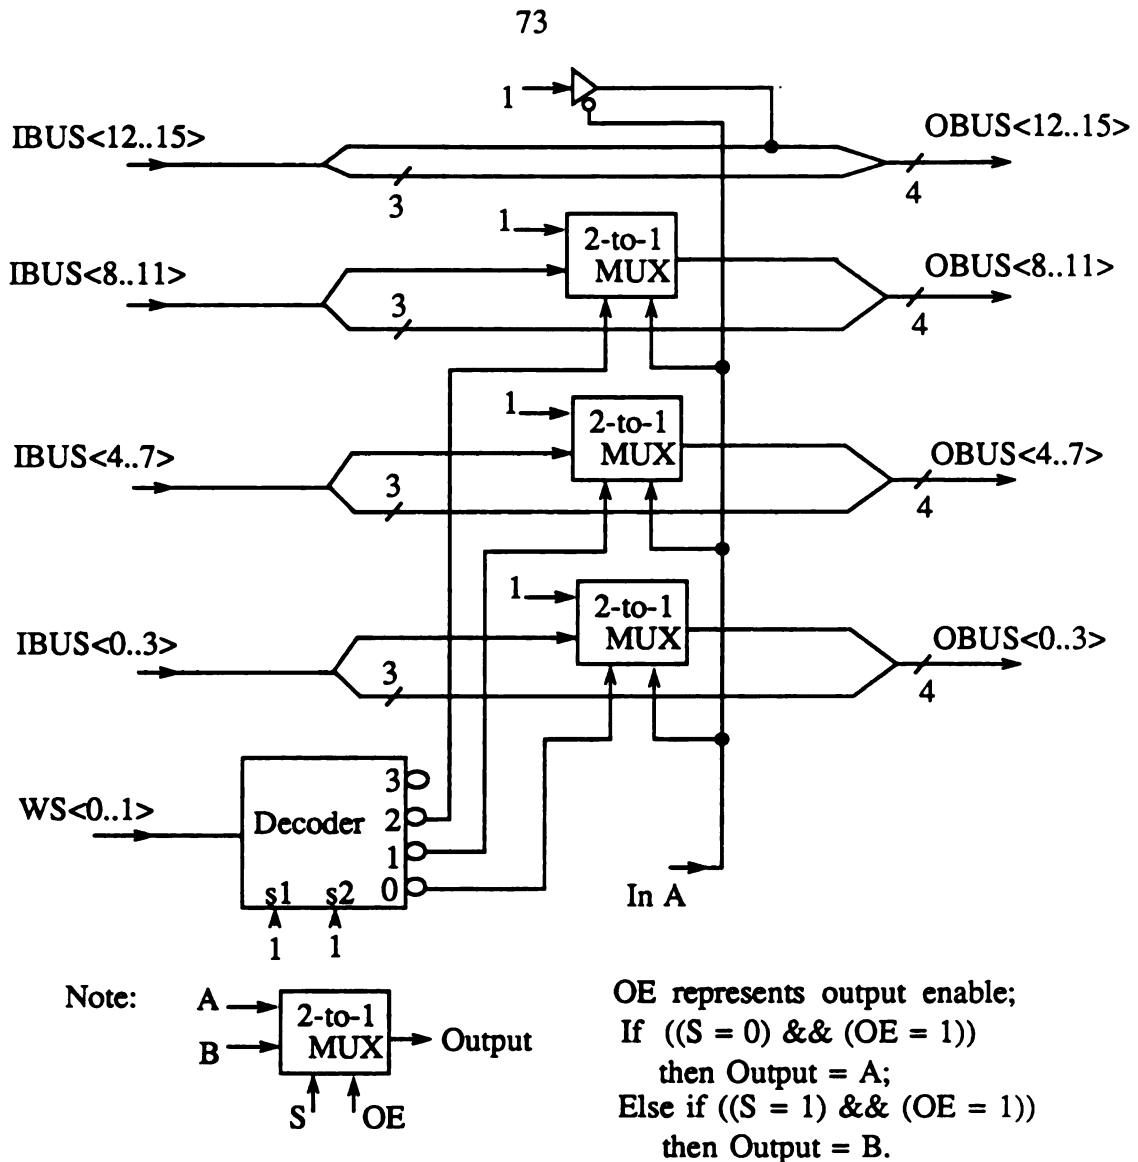 73
1
IBUS<12..15>
OBUS<12..15>
3
4
1
2-to-1
MUX
IBUS<8..11>
OBUS<8..11>
3
4
1
2-to-1
MUX
IBUS<4..7>
OBUS<4..7>
3
4
1
2-to-1
MUX
IBUS<0..3>
OBUS<0..3>
3
4
WS<0..1>
Decoder
3
2
1
0
s1 s2
1 1
In A
Note:
A
B
2-to-1
MUX
Output
S OE
OE represents output enable;
If ((S = 0) && (OE = 1))
then Output = A;
Else if ((S = 1) && (OE = 1))
then Output = B.